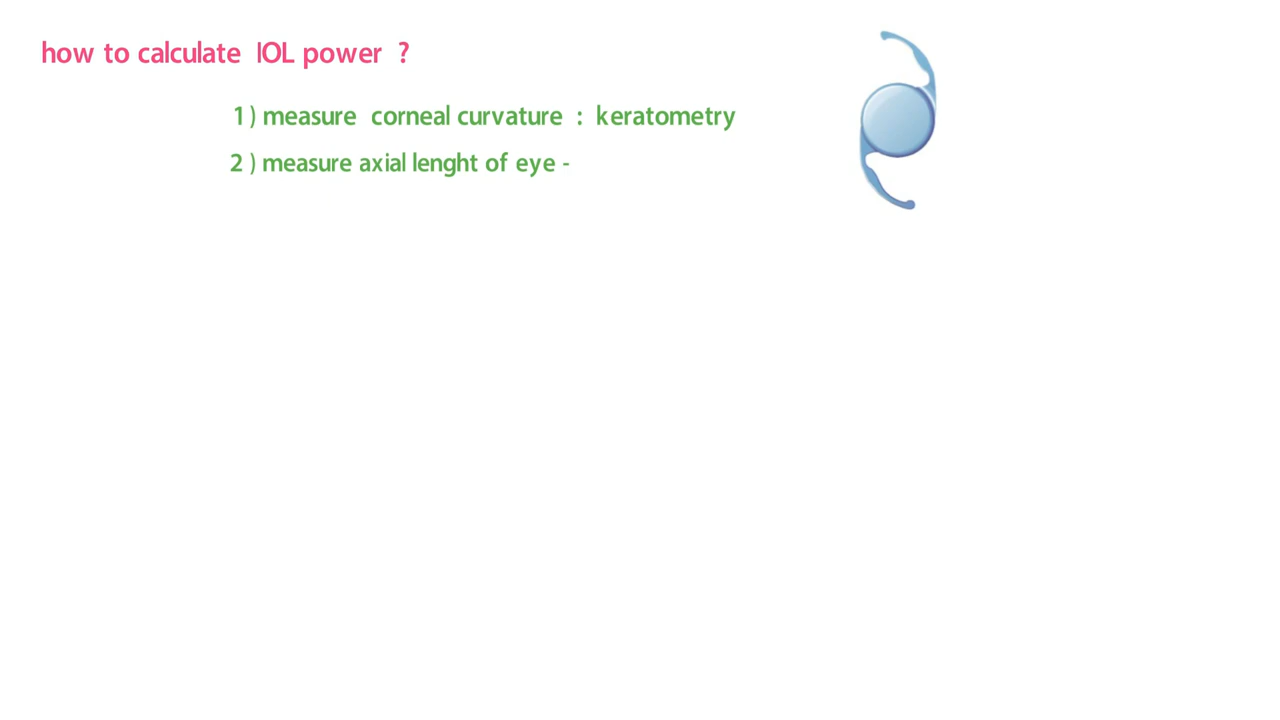 how to calculate IOL power ?
1 ) measure corneal curvature : keratometry
2 ) measure axial lenght of eye -